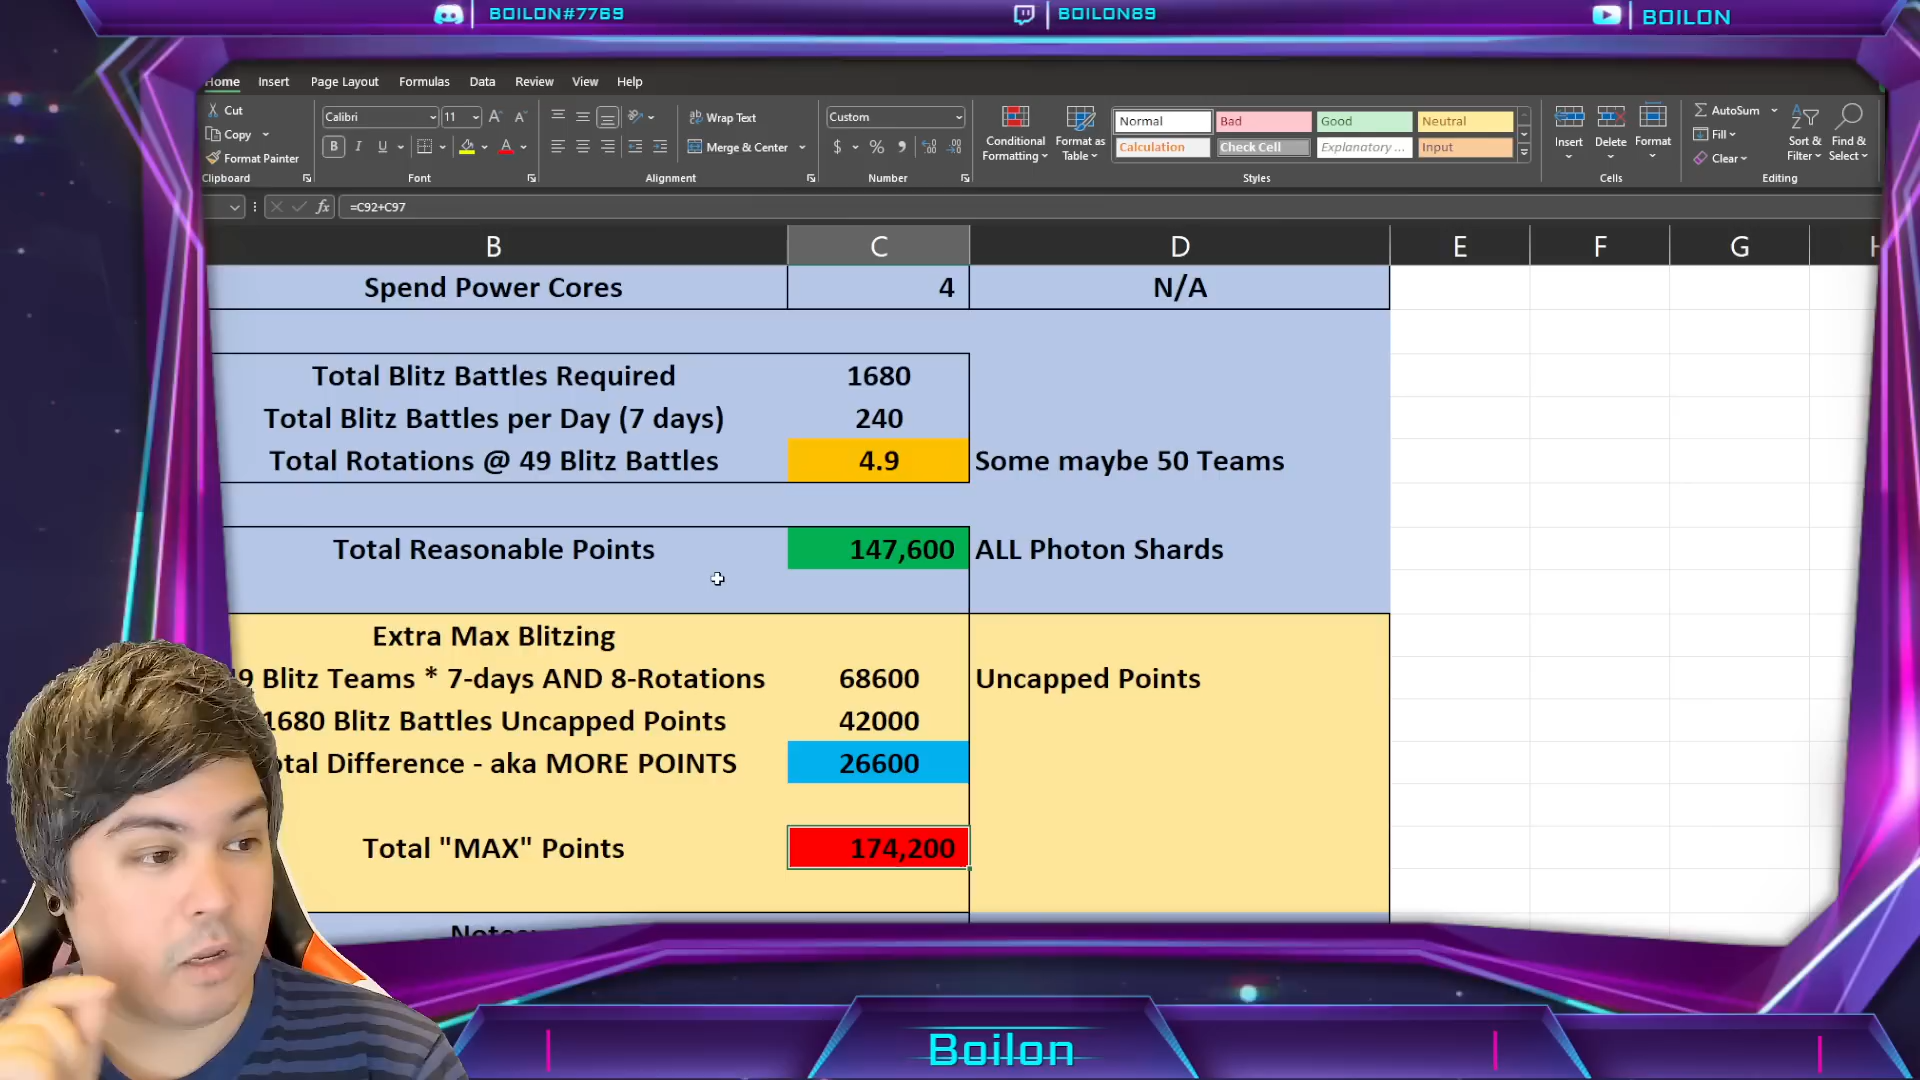 BOILON#7769 BOILON89 BOILON
Home Insert Page Layout Formulas Data Review View Help
Cut
Copy
Format Painter
Clipboard
Calibri 11
B I U
Font
Wrap Text
Merge & Center
Alignment
Custom
$ %
Number
Conditional Formatting
Format as Table
Normal Bad Good Neutral
Calculation Check Cell Explanatory ... Input
Styles
Insert Delete Format
Cells
AutoSum
Fill
Clear
Sort & Filter
Find & Select
Editing
fx =C92+C97
B C D E F G H
Spend Power Cores 4 N/A
Total Blitz Battles Required 1680
Total Blitz Battles per Day (7 days) 240
Total Rotations @ 49 Blitz Battles 4.9 Some maybe 50 Teams
Total Reasonable Points 147,600 ALL Photon Shards
Extra Max Blitzing
9 Blitz Teams * 7-days AND 8-Rotations 68600 Uncapped Points
1680 Blitz Battles Uncapped Points 42000
otal Difference - aka MORE POINTS 26600
Total "MAX" Points 174,200
Notes
Boilon